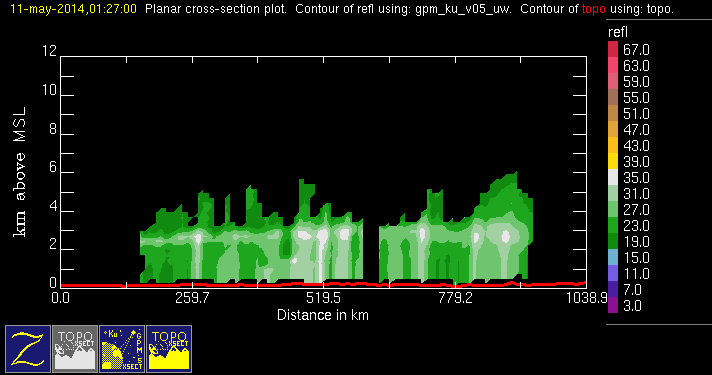 11-may-2014,01:27:00 Planar cross-section plot. Contour of refl using: gpm_ku_v05_uw. Contour of topo using: topo.
refl
67.0
63.0
59.0
55.0
51.0
47.0
43.0
39.0
35.0
31.0
27.0
23.0
19.0
15.0
11.0
7.0
3.0
km above MSL
12
10
8
6
4
2
0
0.0 259.7 519.5 779.2 1038.9
Distance in km
Z
TOPO
XSECT
"Ku"
GPM
XSECT
TOPO
XSECT